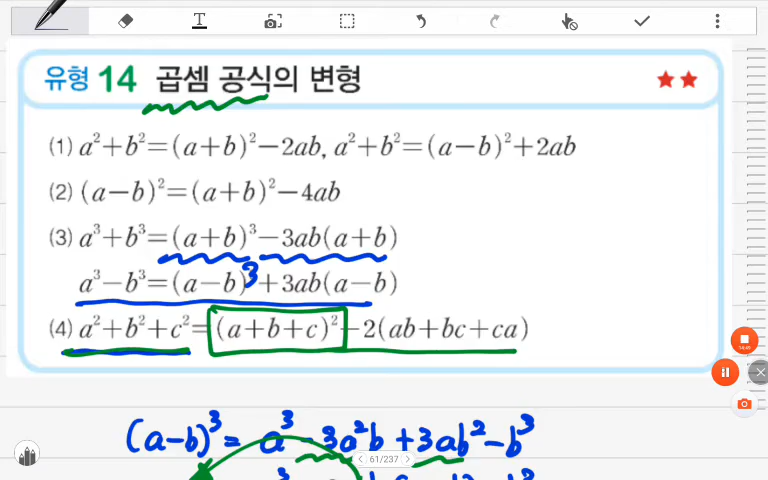 유형 14 곱셈 공식의 변형 ★★
(1) a²+b²=(a+b)²−2ab, a²+b²=(a−b)²+2ab
(2) (a−b)²=(a+b)²−4ab
(3) a³+b³=(a+b)³−3ab(a+b)
a³−b³=(a−b)³+3ab(a−b)
(4) a²+b²+c²=(a+b+c)²−2(ab+bc+ca)
(a−b)³= a³−3a²b+3ab²−b³
61/237